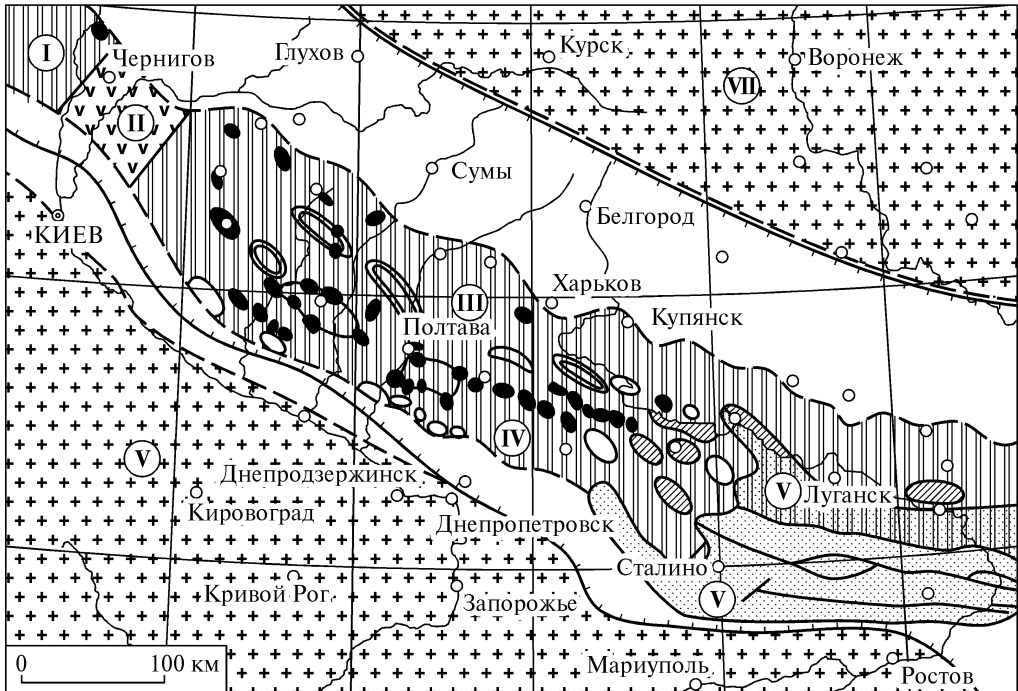 I
Чернигов
Глухов
Курск
Воронеж
VII
II
Сумы
Белгород
КИЕВ
Харьков
III
Купянск
Полтава
IV
V
Днепродзержинск
V
Луганск
Кировоград
Днепропетровск
Сталино
Кривой Рог
Запорожье
V
0 100 км
Мариуполь
Ростов